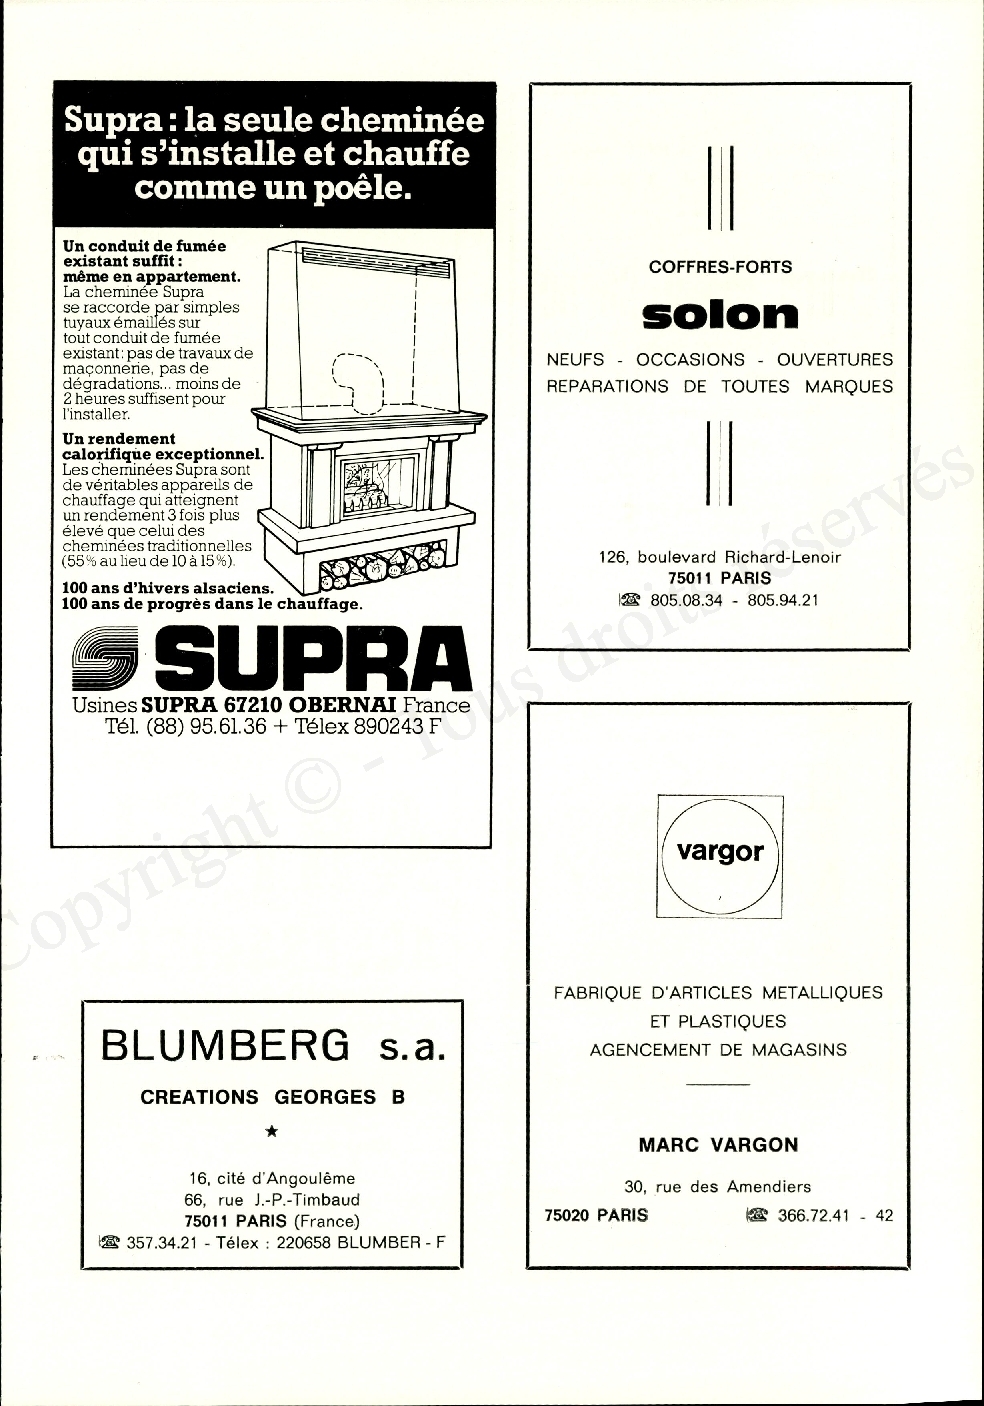 Supra : la seule cheminée
qui s'installe et chauffe
comme un poêle.
Un conduit de fumée
existant suffit :
même en appartement.
La cheminée Supra
se raccorde par simples
tuyaux émaillés sur
tout conduit de fumée
existant: pas de travaux de
maçonnerie, pas de
dégradations... moins de
2 heures suffisent pour
l'installer.
Un rendement
calorifique exceptionnel.
Les cheminées Supra sont
de véritables appareils de
chauffage qui atteignent
un rendement 3 fois plus
élevé que celui des
cheminées traditionnelles
(55% au lieu de 10 à 15%).
100 ans d'hivers alsaciens.
100 ans de progrès dans le chauffage.
SUPRA
Usines SUPRA 67210 OBERNAI France
Tél. (88) 95.61.36 + Télex 890243 F
BLUMBERG s.a.
CREATIONS GEORGES B
16, cité d'Angoulême
66, rue J.-P.-Timbaud
75011 PARIS (France)
357.34.21 - Télex : 220658 BLUMBER - F
COFFRES-FORTS
solon
NEUFS - OCCASIONS - OUVERTURES
REPARATIONS DE TOUTES MARQUES
126, boulevard Richard-Lenoir
75011 PARIS
805.08.34 - 805.94.21
vargor
FABRIQUE D'ARTICLES METALLIQUES
ET PLASTIQUES
AGENCEMENT DE MAGASINS
MARC VARGON
30, rue des Amendiers
75020 PARIS 366.72.41 - 42
Copyright © - Tous droits réservés